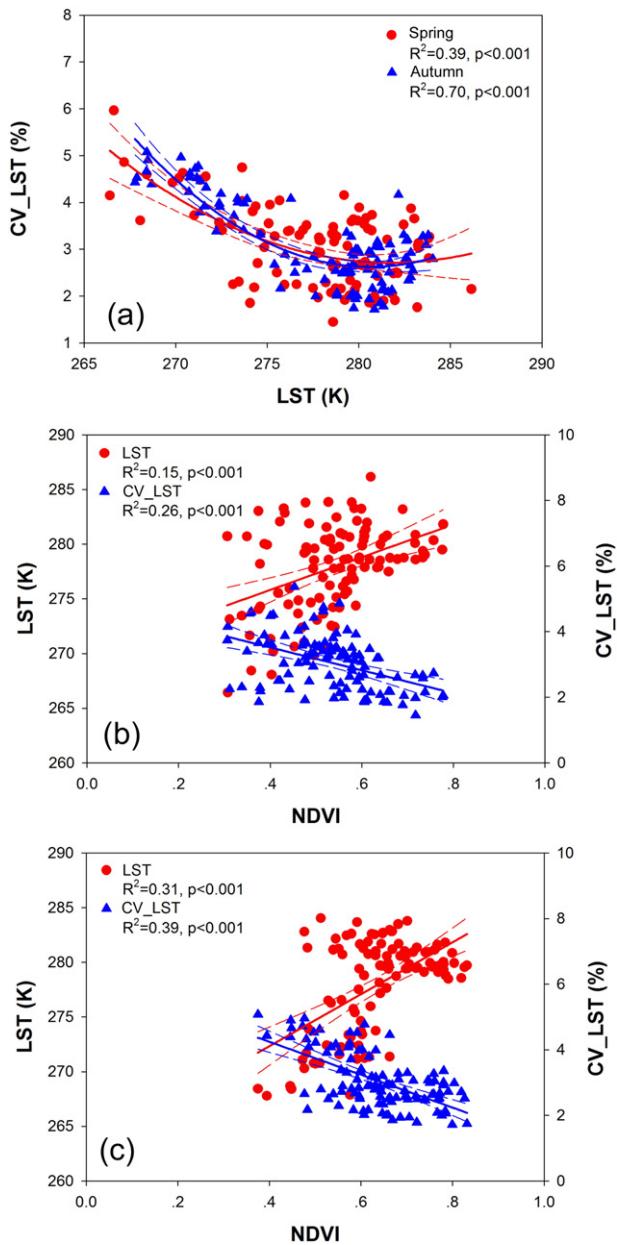 8
Spring
R²=0.39, p<0.001
Autumn
R²=0.70, p<0.001
7
6
5
4
3
2
1
CV_LST (%)
(a)
265 270 275 280 285 290
LST (K)
290 10
LST
R²=0.15, p<0.001
CV_LST
R²=0.26, p<0.001
285
8
280
6
275
270
4
265
2
260 0
LST (K)
CV_LST (%)
(b)
0.0 .2 .4 .6 .8 1.0
NDVI
290 10
LST
R²=0.31, p<0.001
CV_LST
R²=0.39, p<0.001
285
8
280
6
275
270
4
265
2
260 0
LST (K)
CV_LST (%)
(c)
0.0 .2 .4 .6 .8 1.0
NDVI